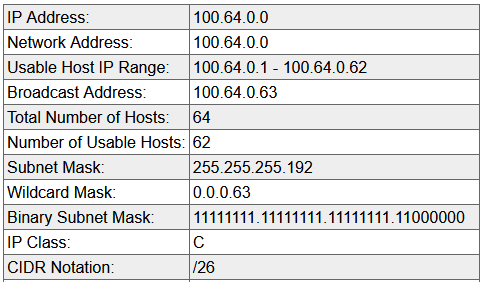 IP Address: 100.64.0.0
Network Address: 100.64.0.0
Usable Host IP Range: 100.64.0.1 - 100.64.0.62
Broadcast Address: 100.64.0.63
Total Number of Hosts: 64
Number of Usable Hosts: 62
Subnet Mask: 255.255.255.192
Wildcard Mask: 0.0.0.63
Binary Subnet Mask: 11111111.11111111.11111111.11000000
IP Class: C
CIDR Notation: /26